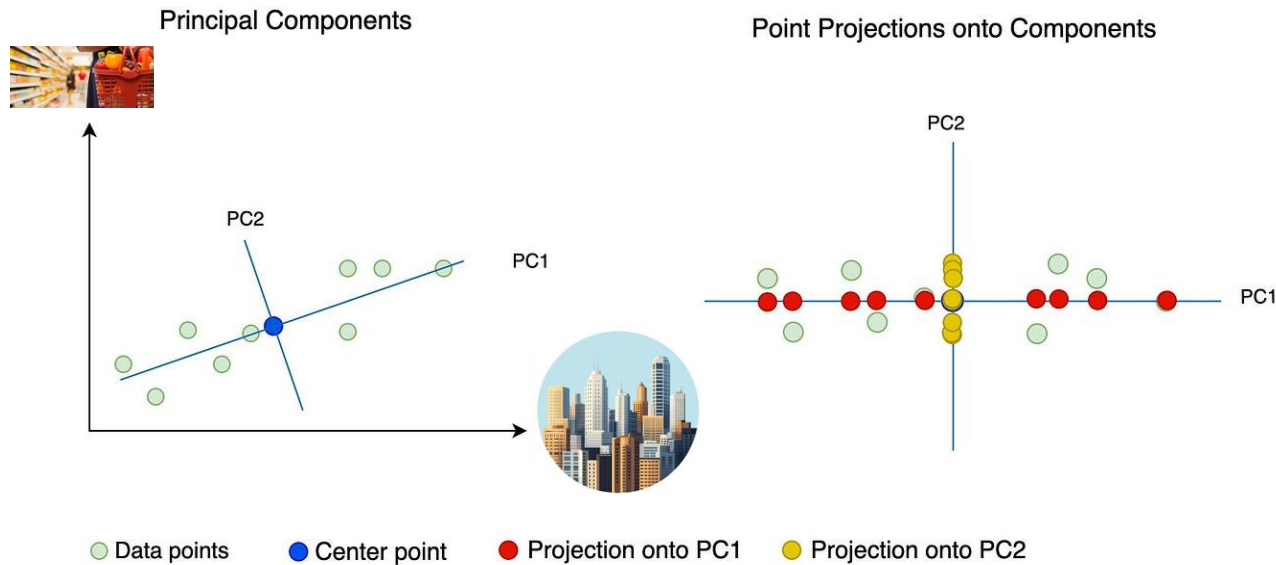 Principal Components
Point Projections onto Components
PC2
PC1
PC2
PC1
Data points
Center point
Projection onto PC1
Projection onto PC2